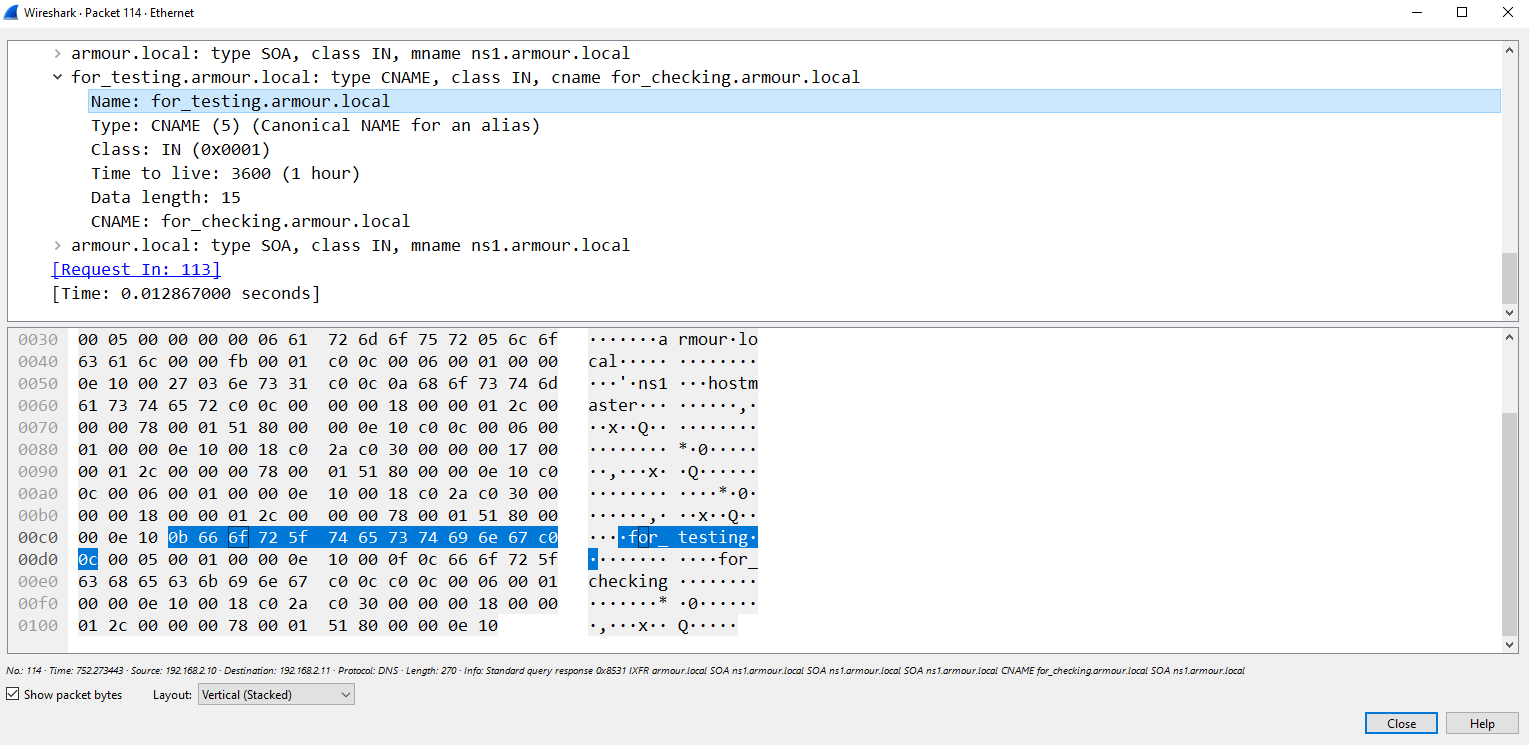 Wireshark · Packet 114 · Ethernet
armour.local: type SOA, class IN, mname ns1.armour.local
for_testing.armour.local: type CNAME, class IN, cname for_checking.armour.local
Name: for_testing.armour.local
Type: CNAME (5) (Canonical NAME for an alias)
Class: IN (0x0001)
Time to live: 3600 (1 hour)
Data length: 15
CNAME: for_checking.armour.local
armour.local: type SOA, class IN, mname ns1.armour.local
[Request In: 113]
[Time: 0.012867000 seconds]
0030 00 05 00 00 00 00 06 61 72 6d 6f 75 72 05 6c 6f ·······a rmour·lo
0040 63 61 6c 00 00 fb 00 01 c0 0c 00 06 00 01 00 00 cal····· ········
0050 0e 10 00 27 03 6e 73 31 c0 0c 0a 68 6f 73 74 6d ···'·ns1 ···hostm
0060 61 73 74 65 72 c0 0c 00 00 00 18 00 00 01 2c 00 aster··· ······,·
0070 00 00 78 00 01 51 80 00 00 0e 10 c0 0c 00 06 00 ··x··Q·· ········
0080 01 00 00 0e 10 00 18 c0 2a c0 30 00 00 00 17 00 ········ *·0·····
0090 00 01 2c 00 00 00 78 00 01 51 80 00 00 0e 10 c0 ··,···x· ·Q······
00a0 0c 00 06 00 01 00 00 0e 10 00 18 c0 2a c0 30 00 ········ ····*·0·
00b0 00 00 18 00 00 01 2c 00 00 00 78 00 01 51 80 00 ······,· ··x··Q··
00c0 00 0e 10 0b 66 6f 72 5f 74 65 73 74 69 6e 67 c0 ····for_ testing·
00d0 0c 00 05 00 01 00 00 0e 10 00 0f 0c 66 6f 72 5f ········ ····for_
00e0 63 68 65 63 6b 69 6e 67 c0 0c c0 0c 00 06 00 01 checking ········
00f0 00 00 0e 10 00 18 c0 2a c0 30 00 00 00 18 00 00 ·······* ·0······
0100 01 2c 00 00 00 78 00 01 51 80 00 00 0e 10 ·,···x·· Q·····
No.: 114 · Time: 752.273443 · Source: 192.168.2.10 · Destination: 192.168.2.11 · Protocol: DNS · Length: 270 · Info: Standard query response 0x8531 IXFR armour.local SOA ns1.armour.local SOA ns1.armour.local SOA ns1.armour.local CNAME for_checking.armour.local SOA ns1.armour.local
Show packet bytes Layout: Vertical (Stacked)
Close Help